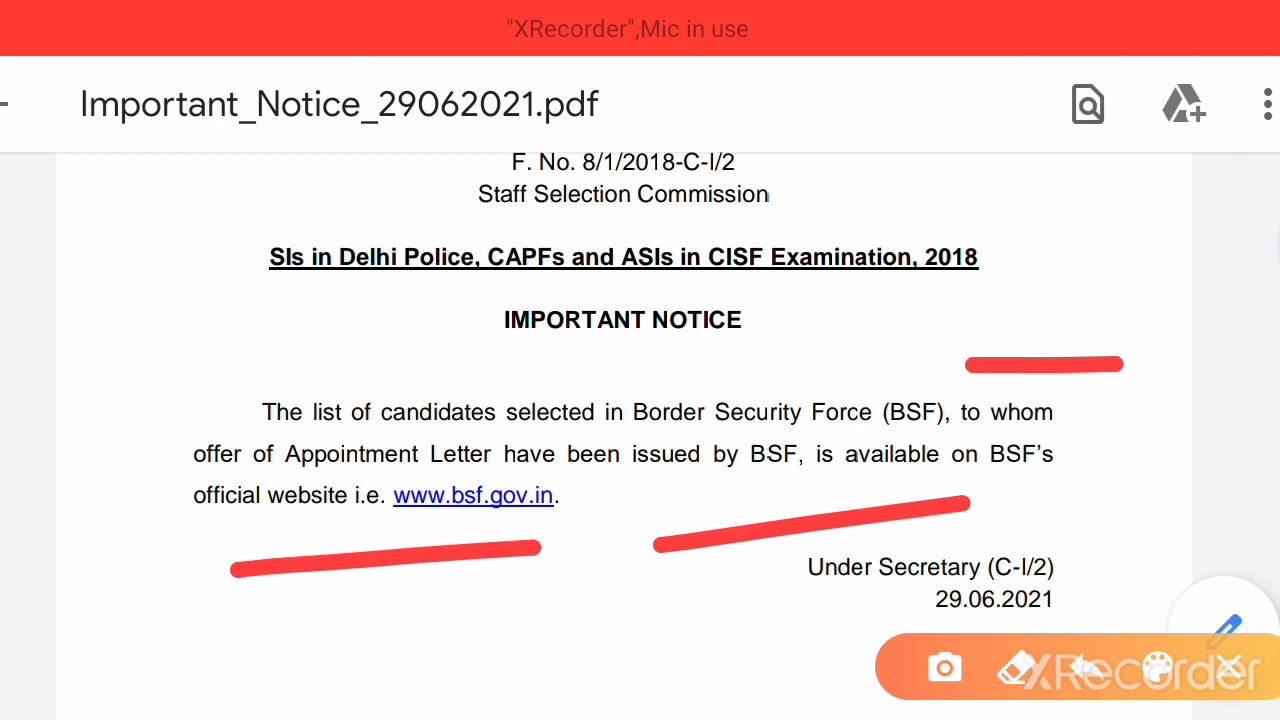 "XRecorder",Mic in use
Important_Notice_29062021.pdf
F. No. 8/1/2018-C-I/2
Staff Selection Commission
SIs in Delhi Police, CAPFs and ASIs in CISF Examination, 2018
IMPORTANT NOTICE
The list of candidates selected in Border Security Force (BSF), to whom
offer of Appointment Letter have been issued by BSF, is available on BSF's
official website i.e. www.bsf.gov.in.
Under Secretary (C-I/2)
29.06.2021
XRecorder